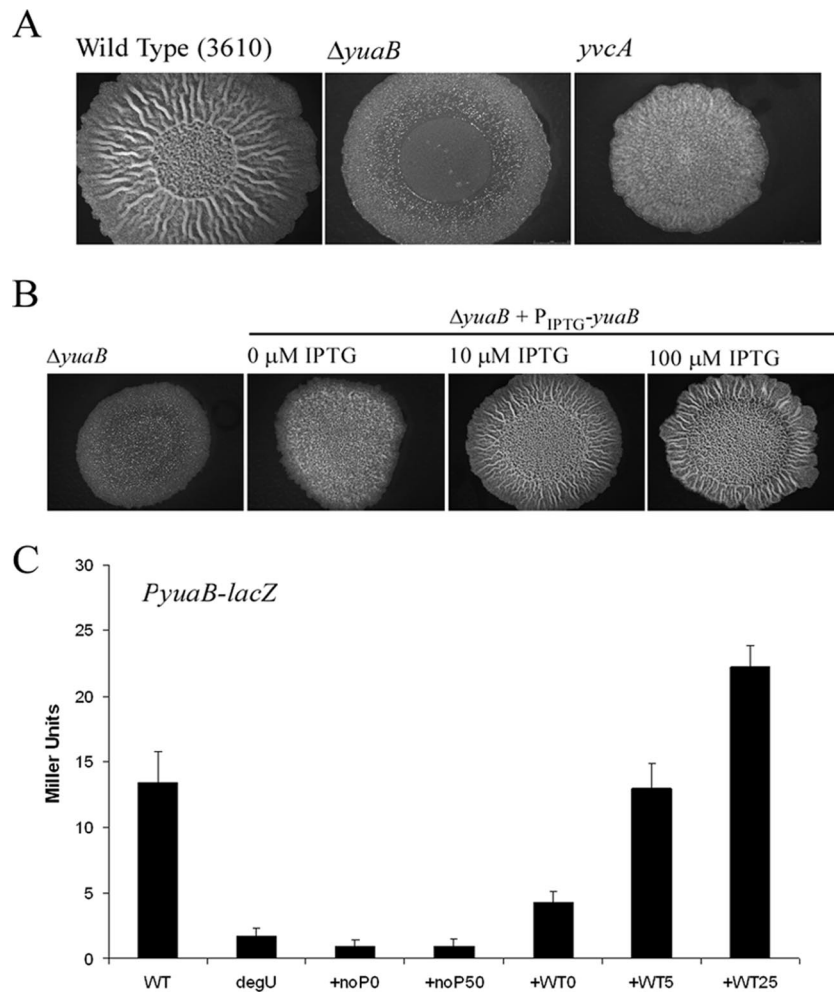 A
Wild Type (3610) ΔyuaB yvcA
B
ΔyuaB + P_IPTG-yuaB
ΔyuaB 0 μM IPTG 10 μM IPTG 100 μM IPTG
C
PyuaB-lacZ
Miller Units
30
25
20
15
10
5
0
WT degU +noP0 +noP50 +WT0 +WT5 +WT25